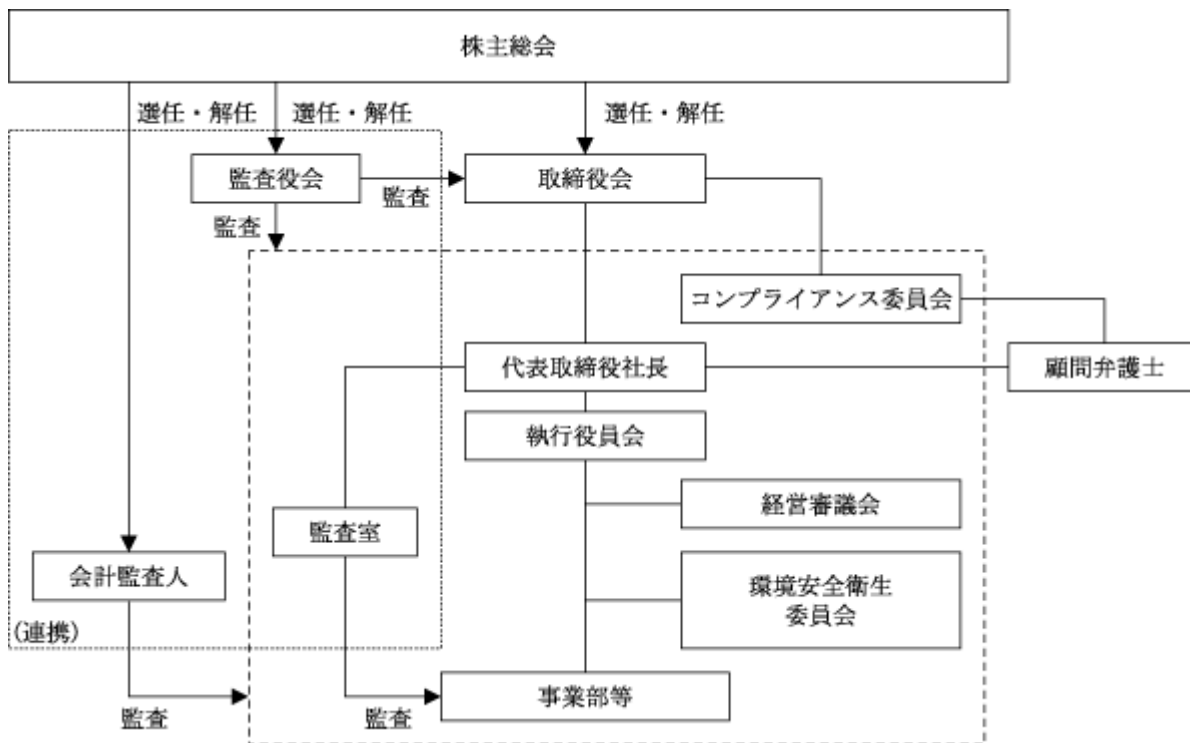 株主総会
選任・解任
選任・解任
選任・解任
監査役会
監査
取締役会
監査
コンプライアンス委員会
代表取締役社長
顧問弁護士
執行役員会
経営審議会
監査室
会計監査人
環境安全衛生
委員会
(連携)
事業部等
監査
監査